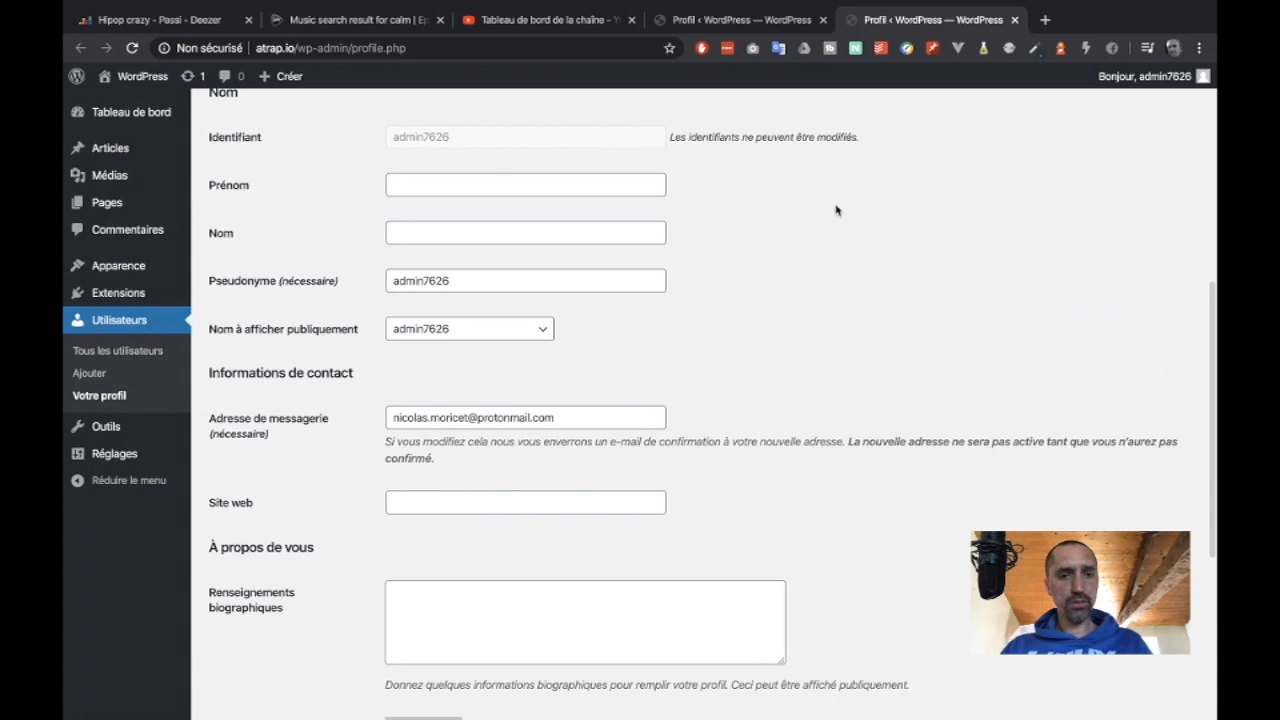 Hipop crazy - Passi - Deezer
Music search result for calm | Ep
Tableau de bord de la chaîne - Y
Profil ‹ WordPress — WordPress
Profil ‹ WordPress — WordPress
Non sécurisé
atrap.io/wp-admin/profile.php
WordPress
1
0
Créer
Bonjour, admin7626
Tableau de bord
Articles
Médias
Pages
Commentaires
Apparence
Extensions
Utilisateurs
Tous les utilisateurs
Ajouter
Votre profil
Outils
Réglages
Réduire le menu
Nom
Identifiant
admin7626
Les identifiants ne peuvent être modifiés.
Prénom
Nom
Pseudonyme (nécessaire)
admin7626
Nom à afficher publiquement
admin7626
Informations de contact
Adresse de messagerie
(nécessaire)
nicolas.moricet@protonmail.com
Si vous modifiez cela nous vous enverrons un e-mail de confirmation à votre nouvelle adresse. La nouvelle adresse ne sera pas active tant que vous n'aurez pas
confirmé.
Site web
À propos de vous
Renseignements
biographiques
Donnez quelques informations biographiques pour remplir votre profil. Ceci peut être affiché publiquement.